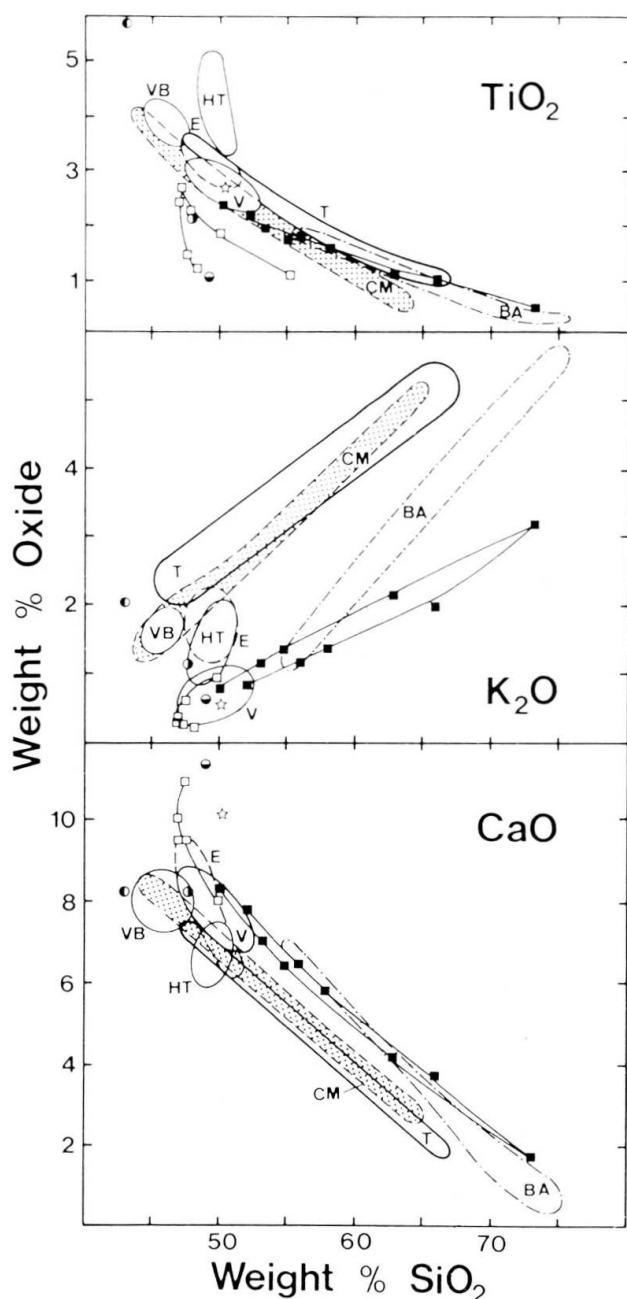 5
3
1
VB
E
HT
TiO₂
V
T
CM
BA
4
2
CM
BA
T
VB
HT
E
V
K₂O
Weight % Oxide
10
8
6
4
2
CaO
E
VB
V
HT
CM
T
BA
50
60
70
Weight % SiO₂